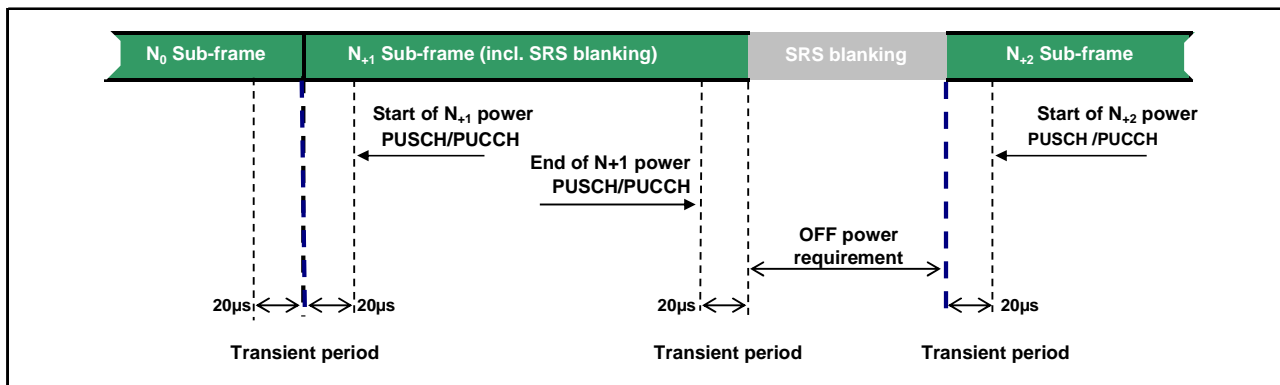 N₀ Sub-frame
N₊₁ Sub-frame (incl. SRS blanking)
SRS blanking
N₊₂ Sub-frame
Start of N₊₁ power
PUSCH/PUCCH
End of N+1 power
PUSCH/PUCCH
Start of N₊₂ power
PUSCH /PUCCH
OFF power
requirement
20µs
20µs
20µs
20µs
Transient period
Transient period
Transient period